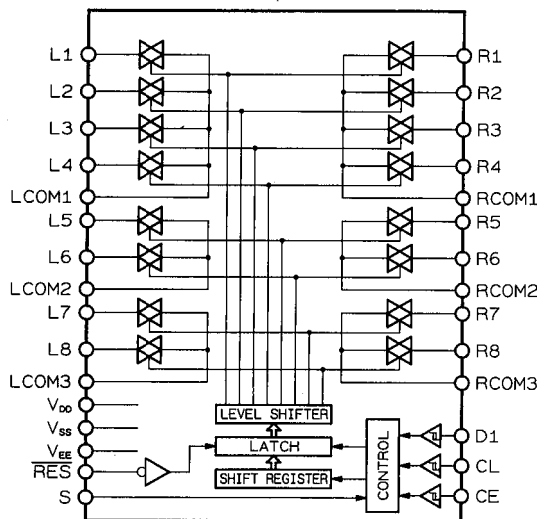 L1
L2
L3
L4
LCOM1
L5
L6
LCOM2
L7
L8
LCOM3
VDD
VSS
VEE
RES
S
R1
R2
R3
R4
RCOM1
R5
R6
RCOM2
R7
R8
RCOM3
D1
CL
CE
LEVEL SHIFTER
LATCH
SHIFT REGISTER
CONTROL